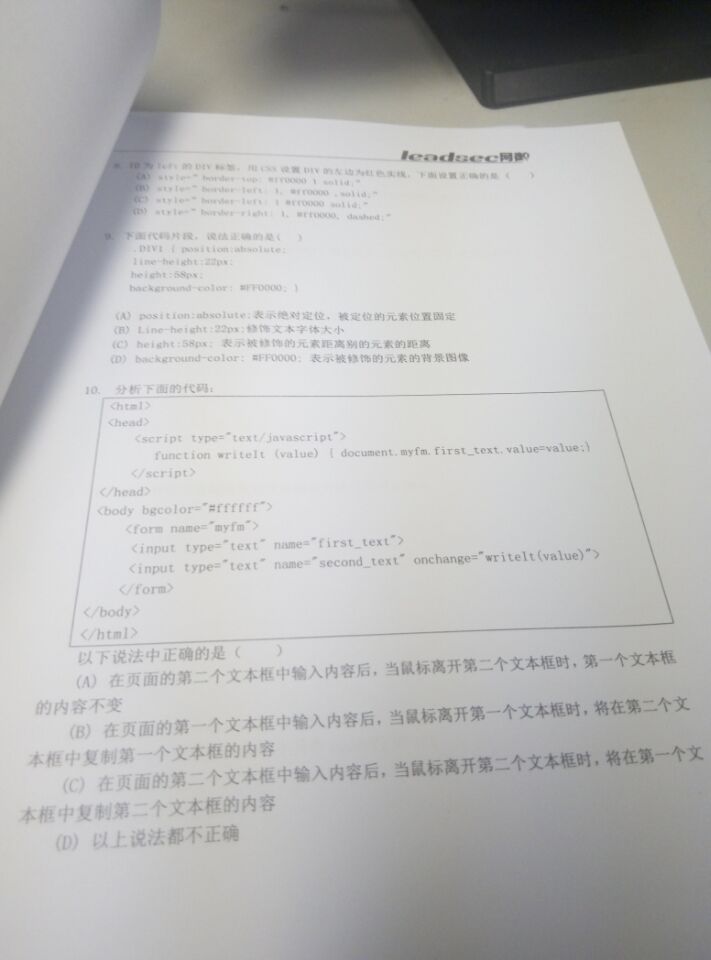 leadsec网御
8. ID 为 left 的 DIV 标签，用 CSS 设置 DIV 的左边为红色实线，下面设置正确的是（　　）
(A) style=" border-top: #ff0000 1 solid;"
(B) style=" border-left: 1, #ff0000 ,solid;"
(C) style=" border-left: 1 #ff0000 solid;"
(D) style=" border-right: 1, #ff0000, dashed;"
9. 下面代码片段，说法正确的是(　　)
.DIV1 { position:absolute;
line-height:22px;
height:58px;
background-color: #FF0000; }
(A) position:absolute;表示绝对定位，被定位的元素位置固定
(B) Line-height:22px;修饰文本字体大小
(C) height:58px; 表示被修饰的元素距离别的元素的距离
(D) background-color: #FF0000; 表示被修饰的元素的背景图像
10. 分析下面的代码：
<html>
<head>
<script type="text/javascript">
function writeIt (value) { document.myfm.first_text.value=value;}
</script>
</head>
<body bgcolor="#ffffff">
<form name="myfm">
<input type="text" name="first_text">
<input type="text" name="second_text" onchange="writeIt(value)">
</form>
</body>
</html>
以下说法中正确的是（　　）
(A) 在页面的第二个文本框中输入内容后，当鼠标离开第二个文本框时，第一个文本框
的内容不变
(B) 在页面的第一个文本框中输入内容后，当鼠标离开第一个文本框时，将在第二个文
本框中复制第一个文本框的内容
(C) 在页面的第二个文本框中输入内容后，当鼠标离开第二个文本框时，将在第一个文
本框中复制第二个文本框的内容
(D) 以上说法都不正确